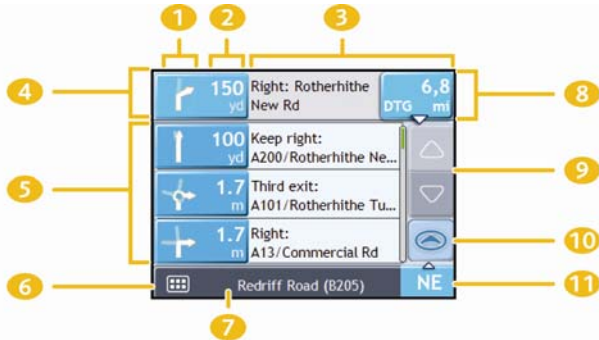 1 2 3
4 150 yd Right: Rotherhithe New Rd 6,8 DTG mi 8
5 100 yd Keep right: A200/Rotherhithe Ne... 9
1.7 m Third exit: A101/Rotherhithe Tu...
1.7 m Right: A13/Commercial Rd 10
6 Redriff Road (B205) NE 11
7